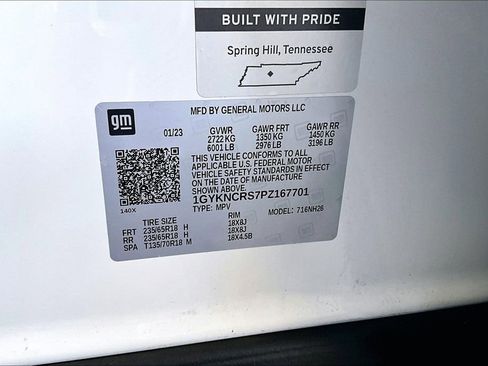 BUILT WITH PRIDE
Spring Hill, Tennessee
gm
MFD BY GENERAL MOTORS LLC
01/23 GVWR GAWR FRT GAWR RR
2722 KG 1350 KG 1450 KG
6001 LB 2976 LB 3196 LB
THIS VEHICLE CONFORMS TO ALL
APPLICABLE U.S. FEDERAL MOTOR
VEHICLE SAFETY STANDARDS IN EFFECT
ON THE DATE OF MANUFACTURE
SHOWN ABOVE.
1GYKNCRS7PZ167701
140X TYPE: MPV MODEL: 716NH26
TIRE SIZE RIM
FRT 235/65R18 H 18X8J
RR 235/65R18 H 18X8J
SPA T135/70R18 M 18X4.5B